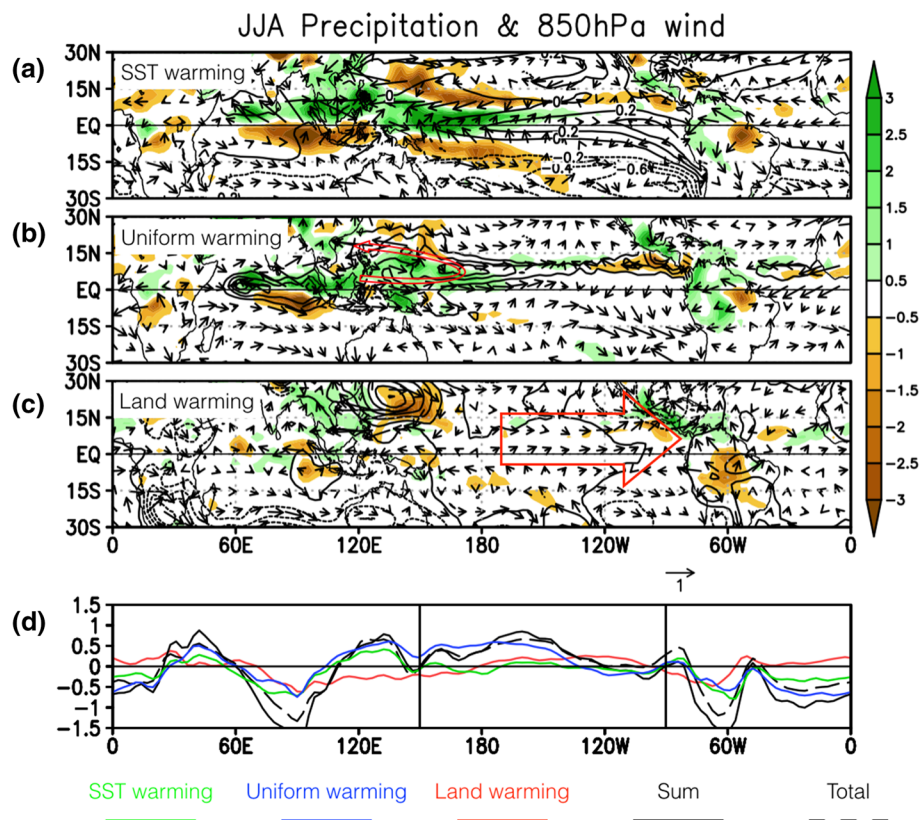 JJA Precipitation & 850hPa wind
(a)
SST warming
30N
15N
EQ
15S
30S
0.2
0
0
0.2
0.2
-0.2
-0.4
-0.6
(b)
Uniform warming
30N
15N
EQ
15S
30S
(c)
Land warming
30N
15N
EQ
15S
30S
0 60E 120E 180 120W 60W 0
1
3
2.5
2
1.5
1
0.5
-0.5
-1
-1.5
-2
-2.5
-3
(d)
1.5
1
0.5
0
-0.5
-1
-1.5
0 60E 120E 180 120W 60W 0
SST warming Uniform warming Land warming Sum Total